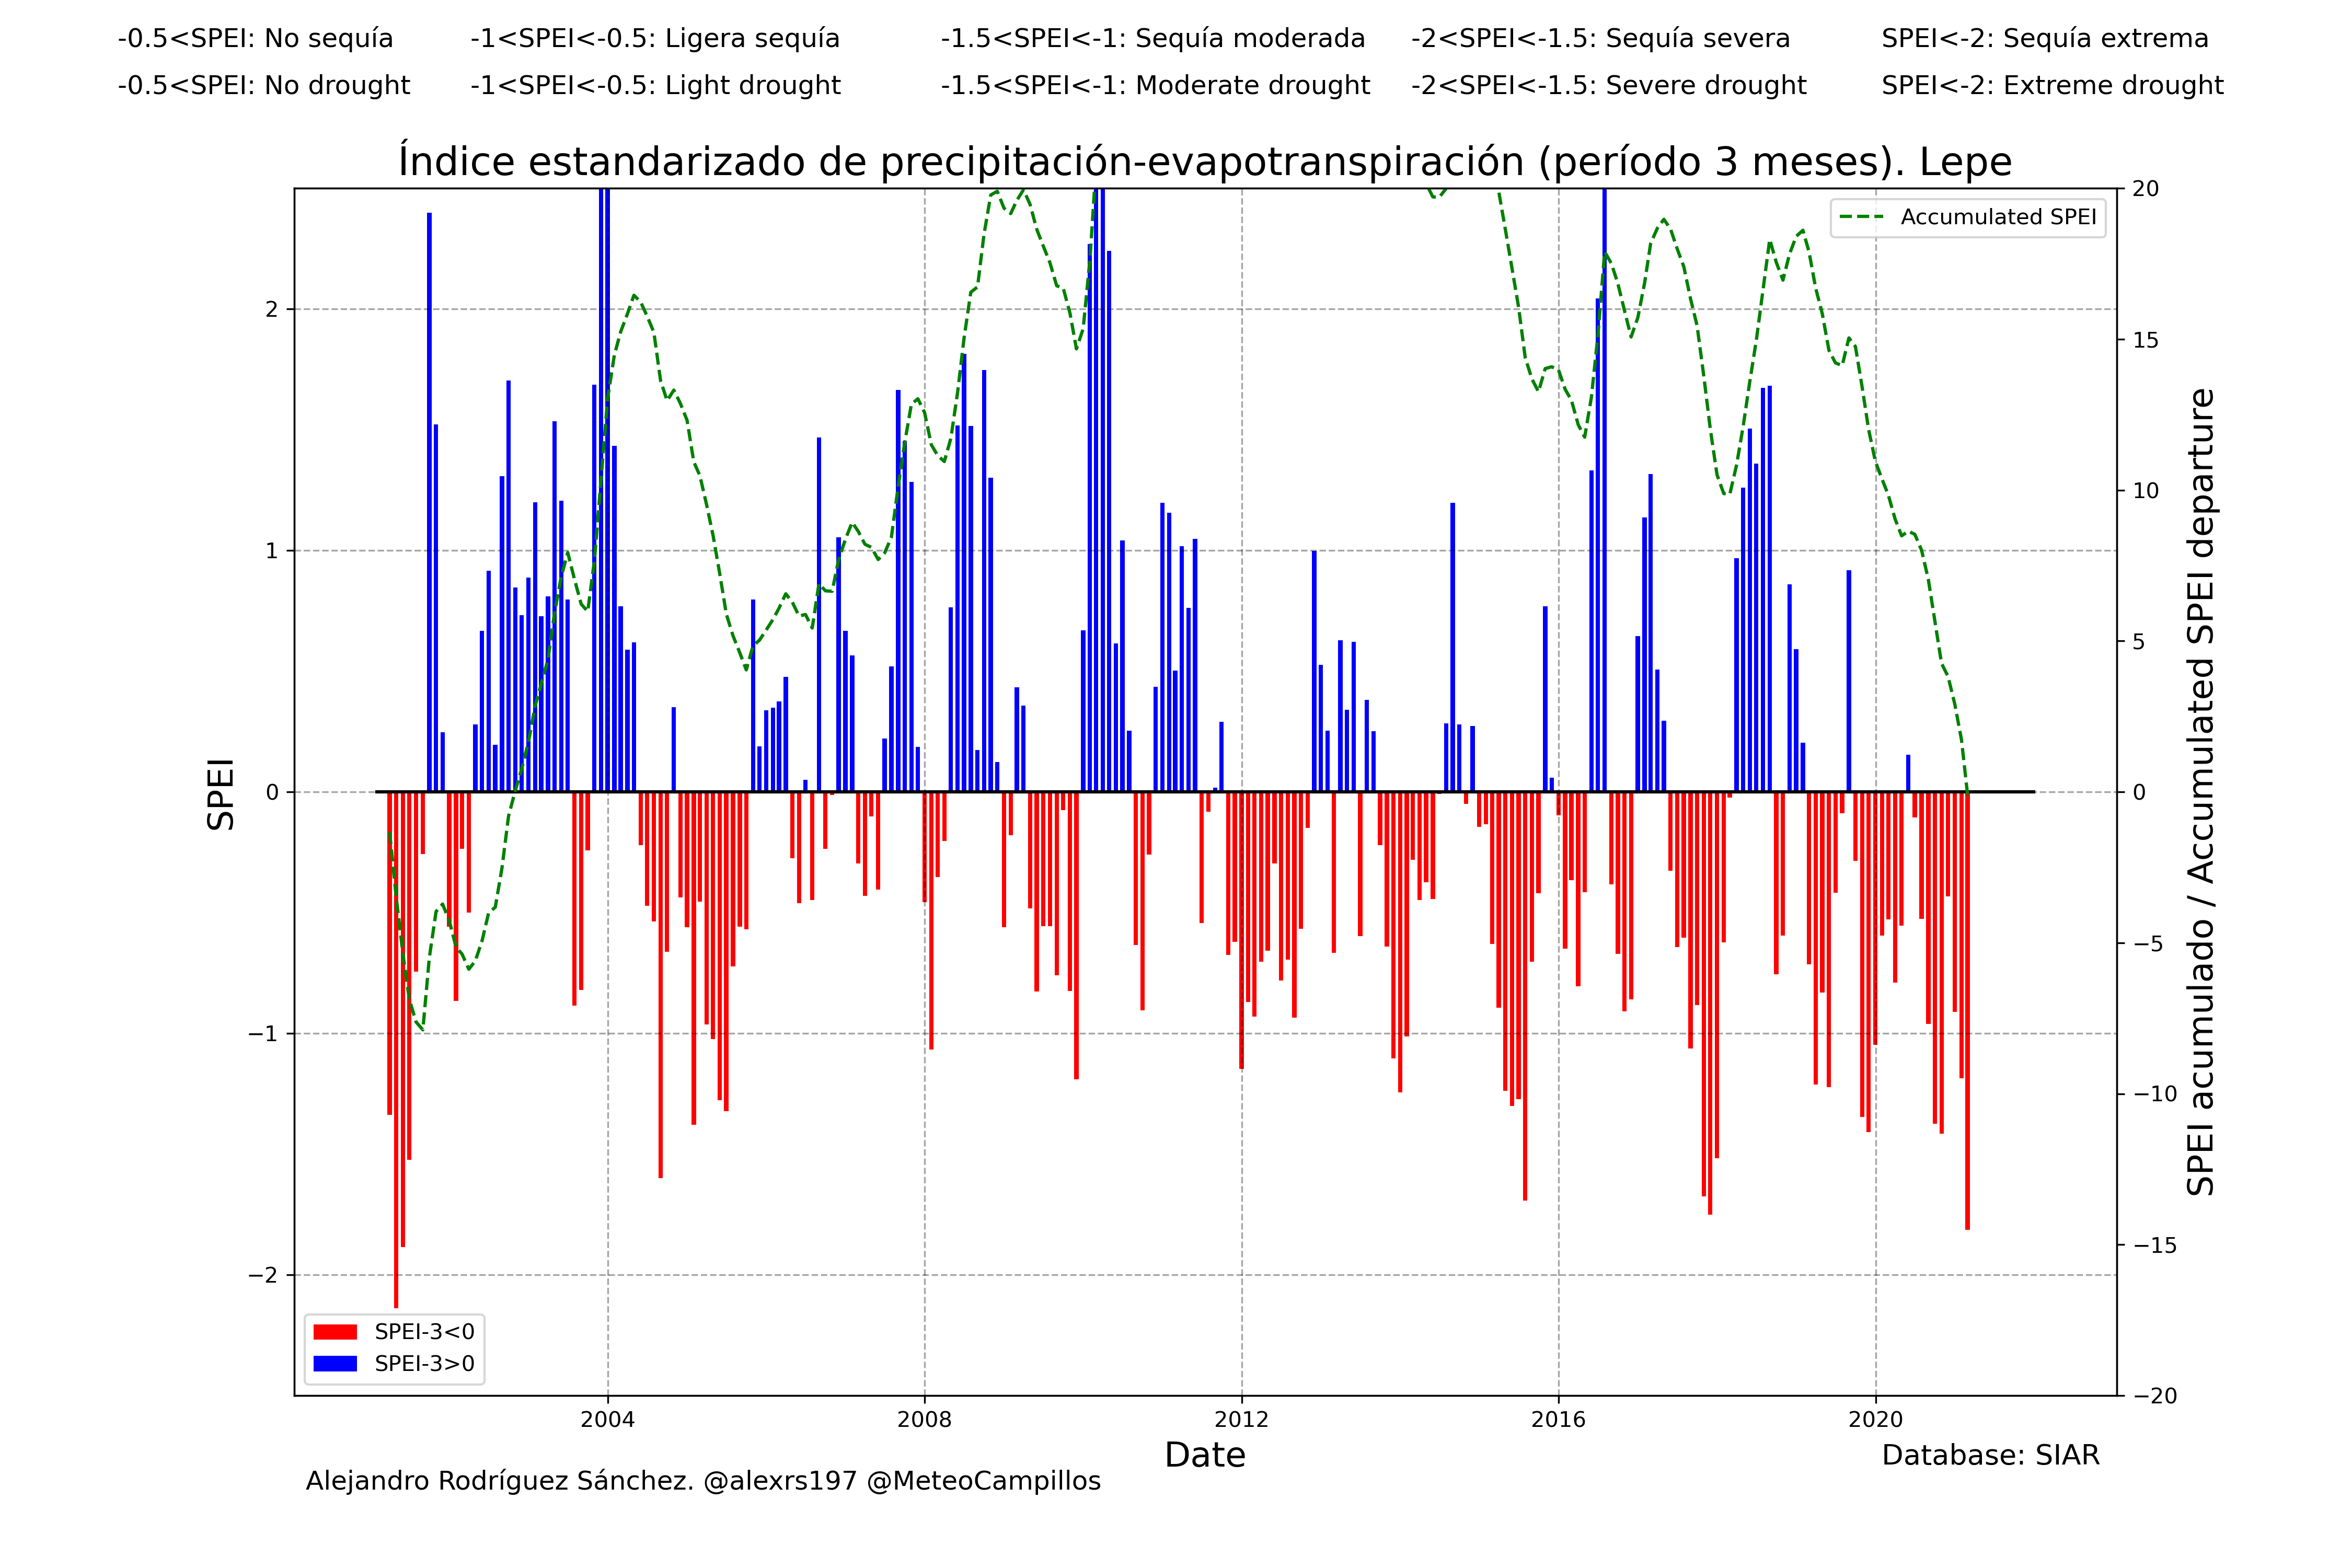 -0.5<SPEI: No sequía -1<SPEI<-0.5: Ligera sequía -1.5<SPEI<-1: Sequía moderada -2<SPEI<-1.5: Sequía severa SPEI<-2: Sequía extrema
-0.5<SPEI: No drought -1<SPEI<-0.5: Light drought -1.5<SPEI<-1: Moderate drought -2<SPEI<-1.5: Severe drought SPEI<-2: Extreme drought
Índice estandarizado de precipitación-evapotranspiración (período 3 meses). Lepe
Accumulated SPEI
SPEI
2
1
0
−1
−2
20
15
10
5
0
−5
−10
−15
−20
SPEI acumulado / Accumulated SPEI departure
SPEI-3<0
SPEI-3>0
2004 2008 2012 2016 2020
Date
Database: SIAR
Alejandro Rodríguez Sánchez. @alexrs197 @MeteoCampillos